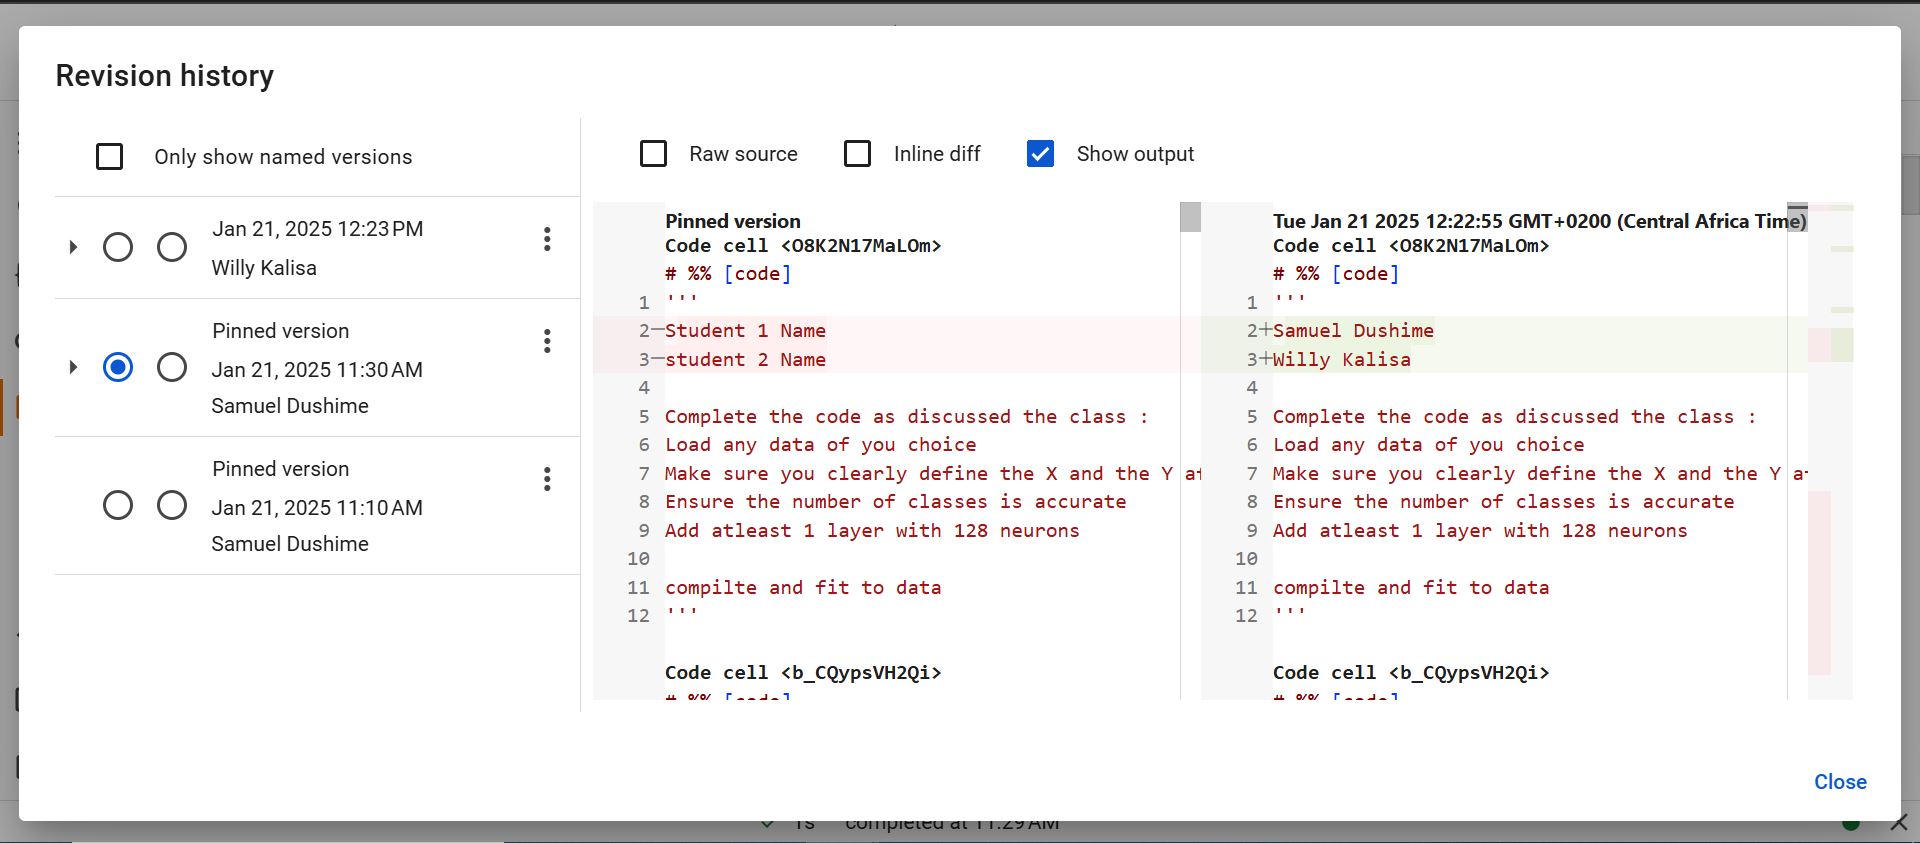 Revision history
Only show named versions
Jan 21, 2025 12:23 PM
Willy Kalisa
Pinned version
Jan 21, 2025 11:30 AM
Samuel Dushime
Pinned version
Jan 21, 2025 11:10 AM
Samuel Dushime
Raw source
Inline diff
Show output
Pinned version
Code cell <O8K2N17MaLOm>
# %% [code]
1 '''
2—Student 1 Name
3—student 2 Name
4
5 Complete the code as discussed the class :
6 Load any data of you choice
7 Make sure you clearly define the X and the Y
8 Ensure the number of classes is accurate
9 Add atleast 1 layer with 128 neurons
10
11 compilte and fit to data
12 '''
Code cell <b_CQypsVH2Qi>
# %% [code]
Tue Jan 21 2025 12:22:55 GMT+0200 (Central Africa Time)
Code cell <O8K2N17MaLOm>
# %% [code]
1 '''
2+Samuel Dushime
3+Willy Kalisa
4
5 Complete the code as discussed the class :
6 Load any data of you choice
7 Make sure you clearly define the X and the Y
8 Ensure the number of classes is accurate
9 Add atleast 1 layer with 128 neurons
10
11 compilte and fit to data
12 '''
Code cell <b_CQypsVH2Qi>
# %% [code]
Close
1s completed at 11:29 AM